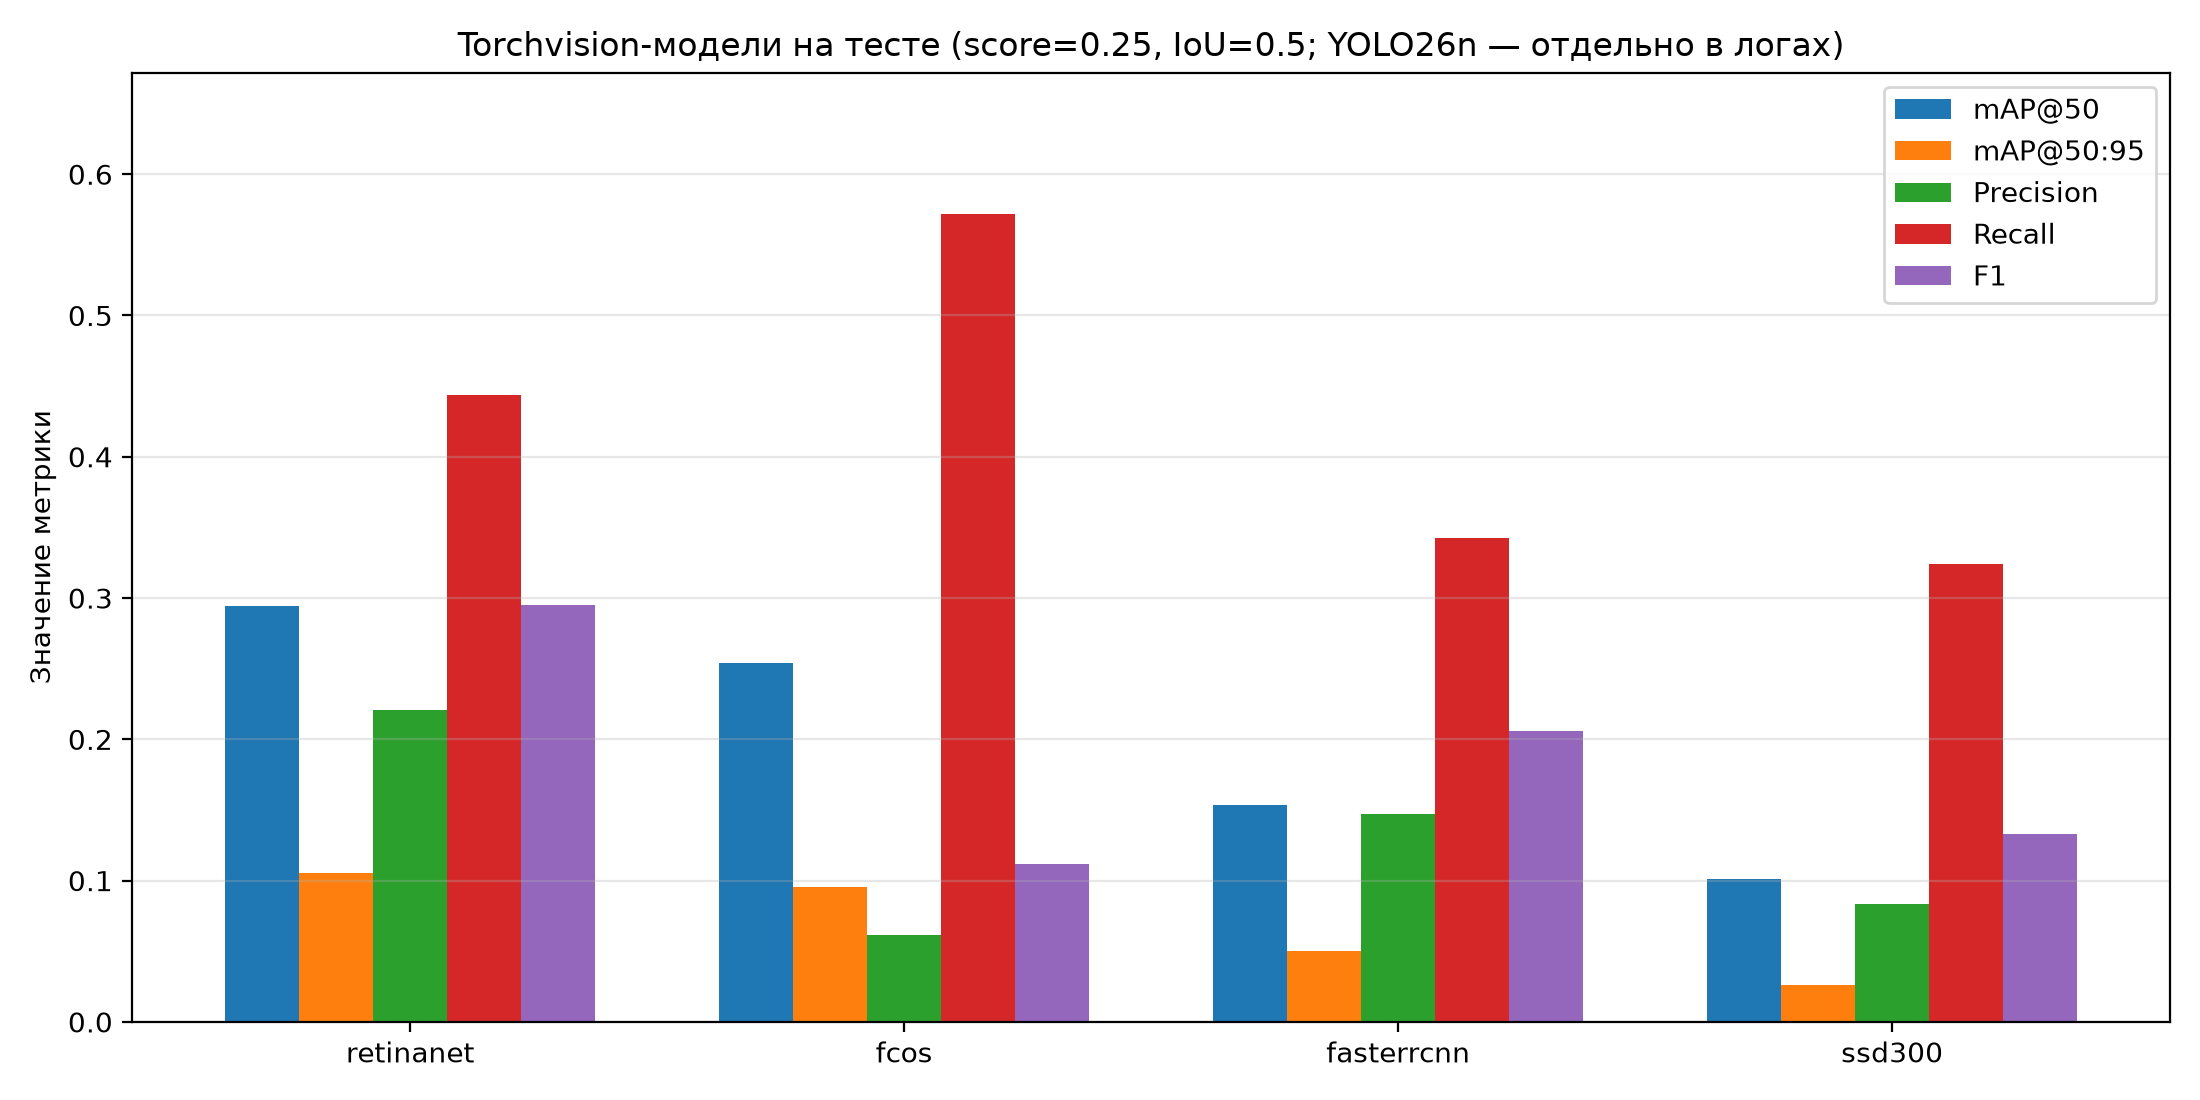 Torchvision-модели на тесте (score=0.25, IoU=0.5; YOLO26n — отдельно в логах)
mAP@50
mAP@50:95
Precision
Recall
F1
Значение метрики
0.6
0.5
0.4
0.3
0.2
0.1
0.0
retinanet
fcos
fasterrcnn
ssd300